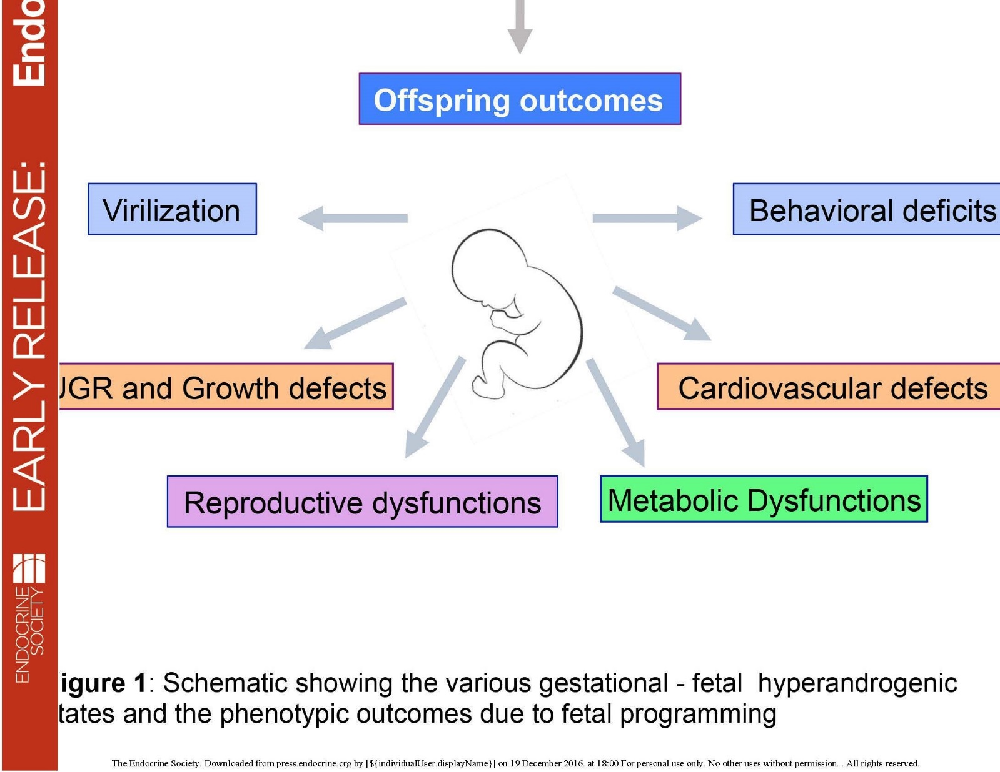 Endo
EARLY RELEASE:
ENDOCRINE
SOCIETY
Offspring outcomes
Virilization
Behavioral deficits
and Growth defects
Cardiovascular defects
Reproductive dysfunctions
Metabolic Dysfunctions
igure 1: Schematic showing the various gestational - fetal hyperandrogenic
tates and the phenotypic outcomes due to fetal programming
The Endocrine Society. Downloaded from press.endocrine.org by [${individualUser.displayName}] on 19 December 2016. at 18:00 For personal use only. No other uses without permission. . All rights reserved.